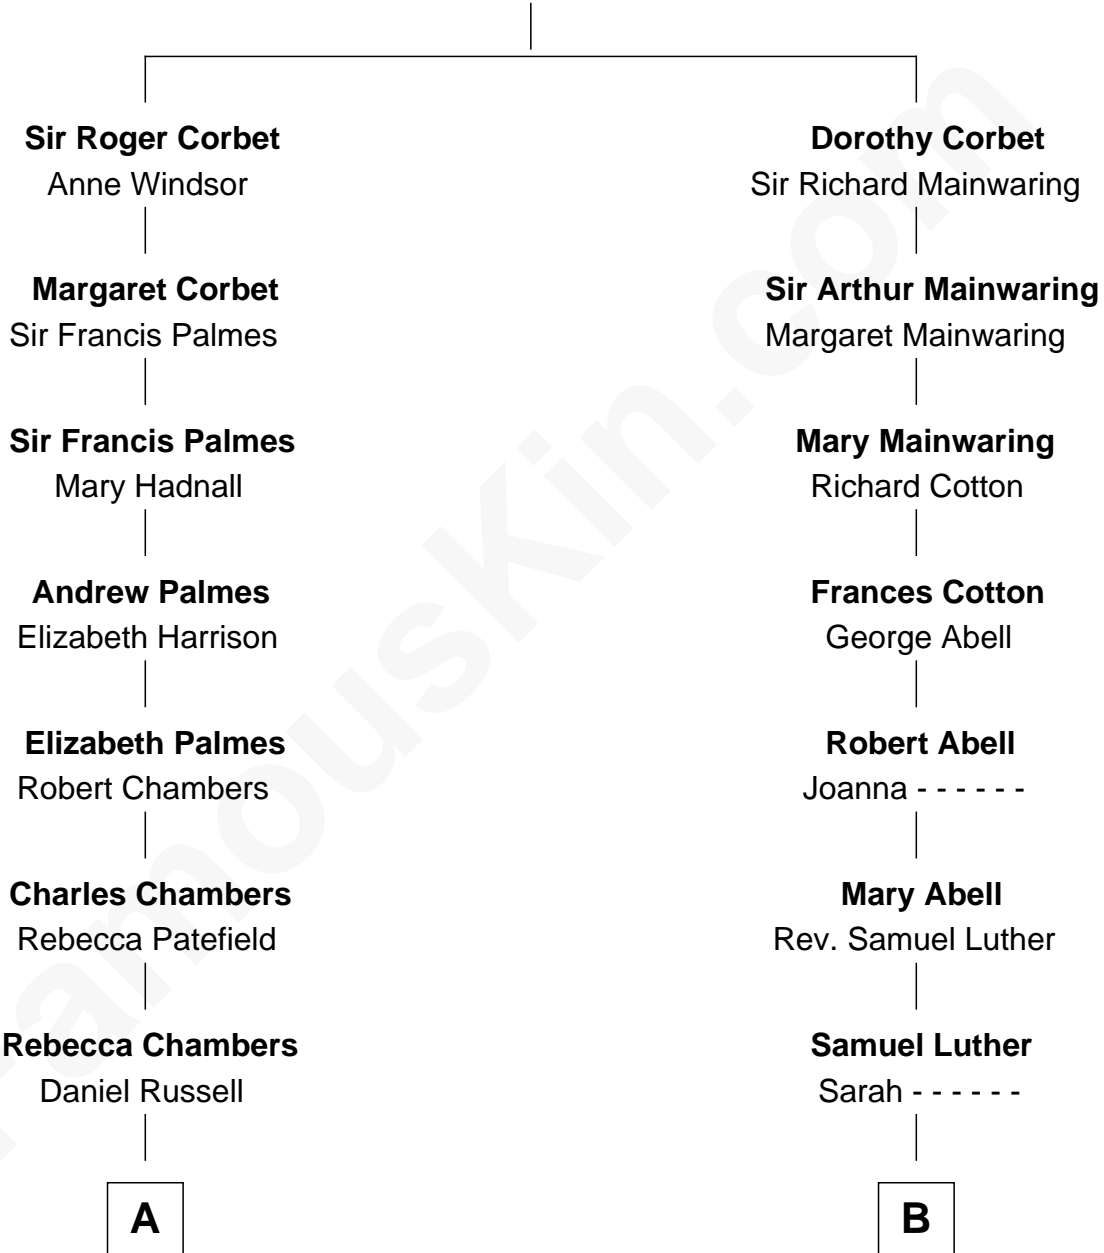 Sir Roger Corbet
Anne Windsor
Margaret Corbet
Sir Francis Palmes
Sir Francis Palmes
Mary Hadnall
Andrew Palmes
Elizabeth Harrison
Elizabeth Palmes
Robert Chambers
Charles Chambers
Rebecca Patefield
Rebecca Chambers
Daniel Russell
A
Dorothy Corbet
Sir Richard Mainwaring
Sir Arthur Mainwaring
Margaret Mainwaring
Mary Mainwaring
Richard Cotton
Frances Cotton
George Abell
Robert Abell
Joanna - - - - - -
Mary Abell
Rev. Samuel Luther
Samuel Luther
Sarah - - - - - -
B
FamousKin.com